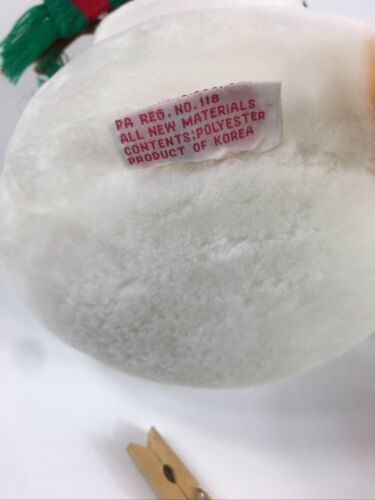 PA REG. NO. 118
ALL NEW MATERIALS
CONTENTS:POLYESTER
PRODUCT OF KOREA